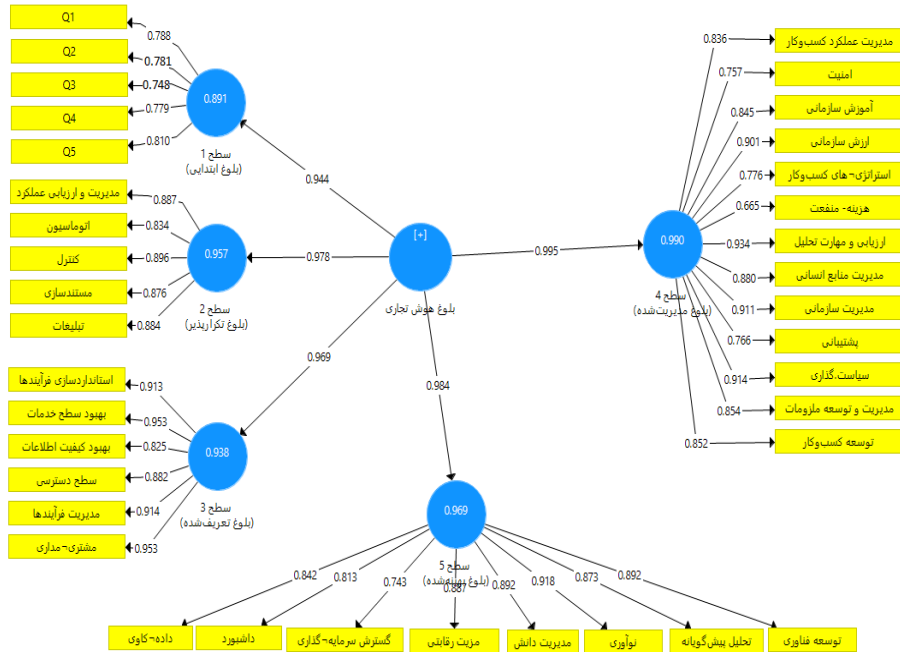 Q1
Q2
Q3
Q4
Q5
0.788
0.781
0.748
0.779
0.810
0.891
سطح 1
(بلوغ ابتدایی)
0.944
مدیریت و ارزیابی عملکرد
اتوماسیون
کنترل
مستندسازی
تبلیغات
0.887
0.834
0.896
0.876
0.884
0.957
سطح 2
(بلوغ تکرارپذیر)
0.978
استانداردسازی فرآیندها
بهبود سطح خدمات
بهبود کیفیت اطلاعات
سطح دسترسی
مدیریت فرآیندها
مشتری¬مداری
0.913
0.953
0.825
0.882
0.914
0.953
0.938
سطح 3
(بلوغ تعریف‌شده)
0.969
[+]
بلوغ هوش تجاری
0.995
0.990
سطح 4
(بلوغ مدیریت‌شده)
0.836
0.757
0.845
0.901
0.776
0.665
0.934
0.880
0.911
0.766
0.914
0.854
0.852
مدیریت عملکرد کسب‌وکار
امنیت
آموزش سازمانی
ارزش سازمانی
استراتژی¬های کسب‌وکار
هزینه- منفعت
ارزیابی و مهارت تحلیل
مدیریت منابع انسانی
مدیریت سازمانی
پشتیبانی
سیاست.گذاری
مدیریت و توسعه ملزومات
توسعه کسب‌وکار
0.984
0.969
سطح 5
(بلوغ بهینه‌شده)
0.842
0.813
0.743
0.887
0.892
0.918
0.873
0.892
داده¬کاوی
داشبورد
گسترش سرمایه¬گذاری
مزیت رقابتی
مدیریت دانش
نوآوری
تحلیل پیش‌گویانه
توسعه فناوری